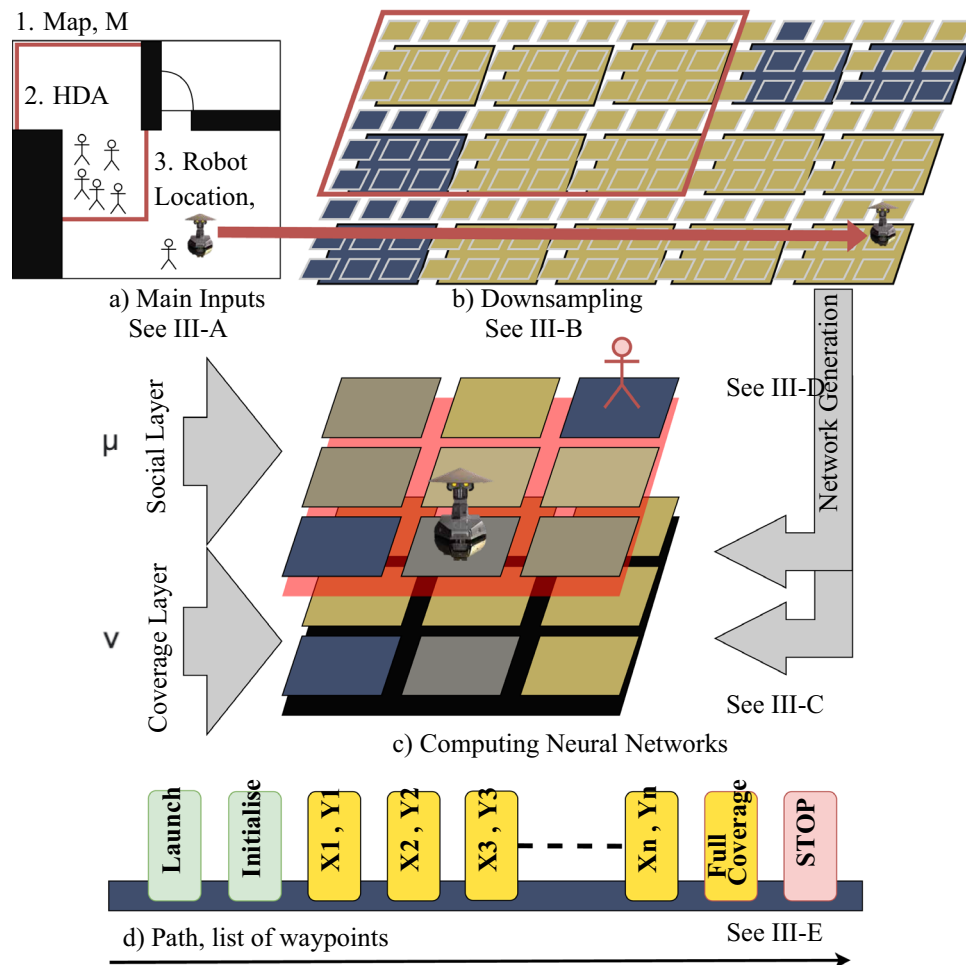 1. Map, M
2. HDA
3. Robot
Location,
a) Main Inputs
See III-A
b) Downsampling
See III-B
See III-D
Network Generation
μ
Social Layer
ν
Coverage Layer
See III-C
c) Computing Neural Networks
Launch
Initialise
X1 , Y1
X2 , Y2
X3 , Y3
Xn , Yn
Full
Coverage
STOP
d) Path, list of waypoints
See III-E